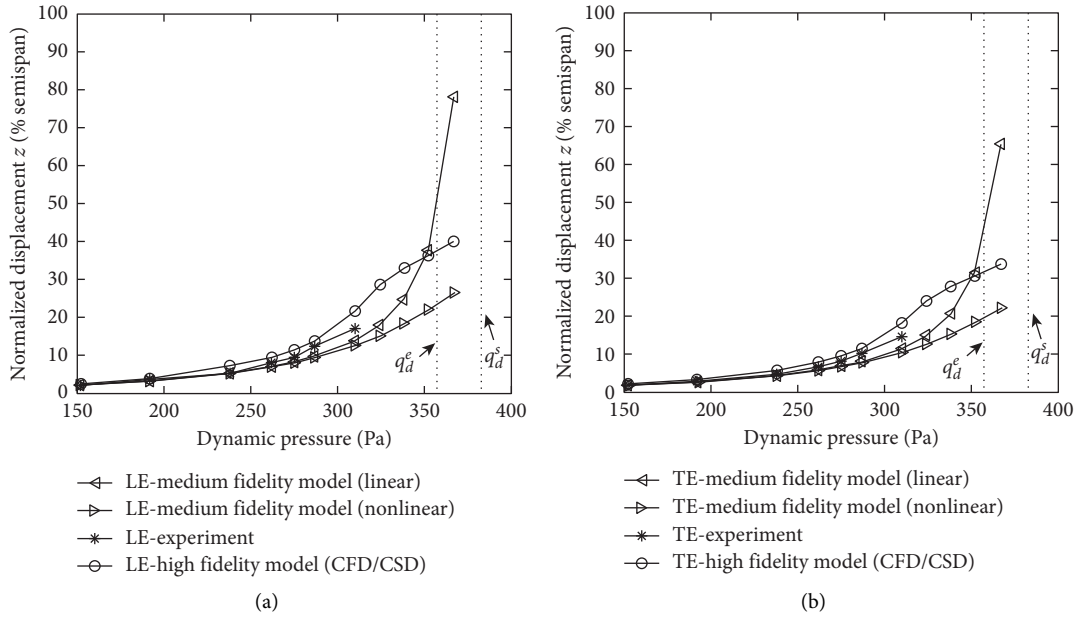 Normalized displacement z (% semispan)
100
90
80
70
60
50
40
30
20
10
0
150
200
250
300
350
400
q_d^e
q_d^s
Dynamic pressure (Pa)
LE-medium fidelity model (linear)
LE-medium fidelity model (nonlinear)
LE-experiment
LE-high fidelity model (CFD/CSD)
(a)
Normalized displacement z (% semispan)
100
90
80
70
60
50
40
30
20
10
0
150
200
250
300
350
400
q_d^e
q_d^s
Dynamic pressure (Pa)
TE-medium fidelity model (linear)
TE-medium fidelity model (nonlinear)
TE-experiment
TE-high fidelity model (CFD/CSD)
(b)